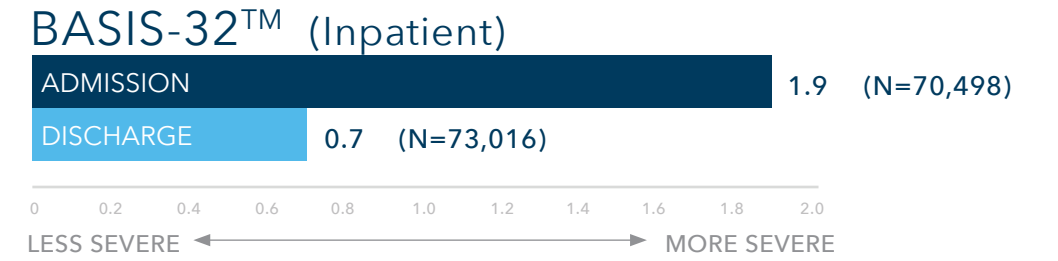 BASIS-32™ (Inpatient)
ADMISSION 1.9 (N=70,498)
DISCHARGE 0.7 (N=73,016)
0 0.2 0.4 0.6 0.8 1.0 1.2 1.4 1.6 1.8 2.0
LESS SEVERE MORE SEVERE